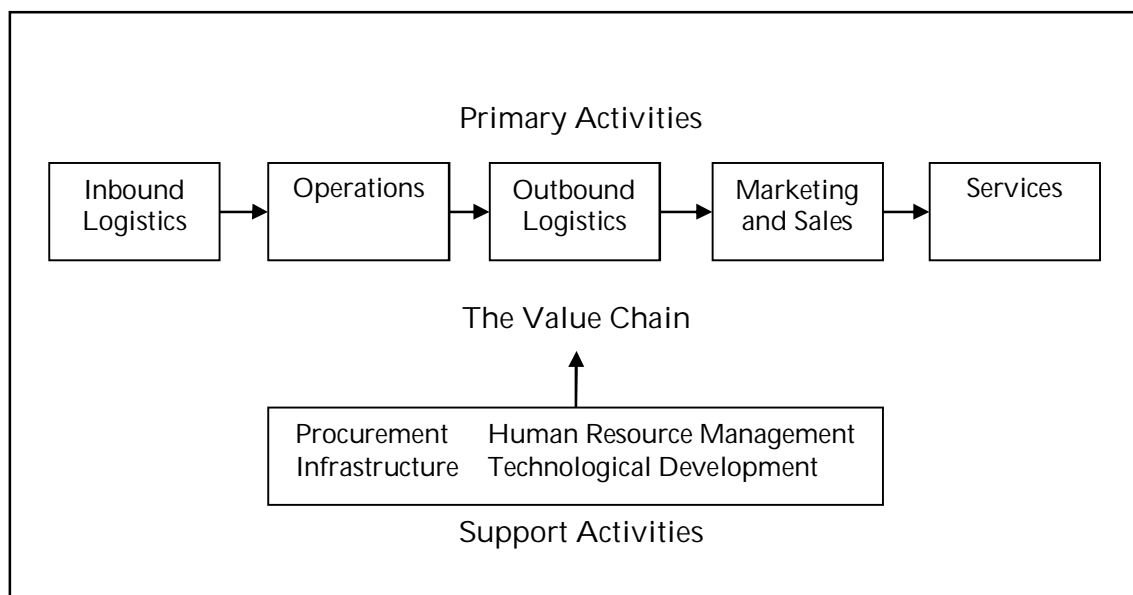 Primary Activities
Inbound
Logistics
Operations
Outbound
Logistics
Marketing
and Sales
Services
The Value Chain
Procurement Human Resource Management
Infrastructure Technological Development
Support Activities